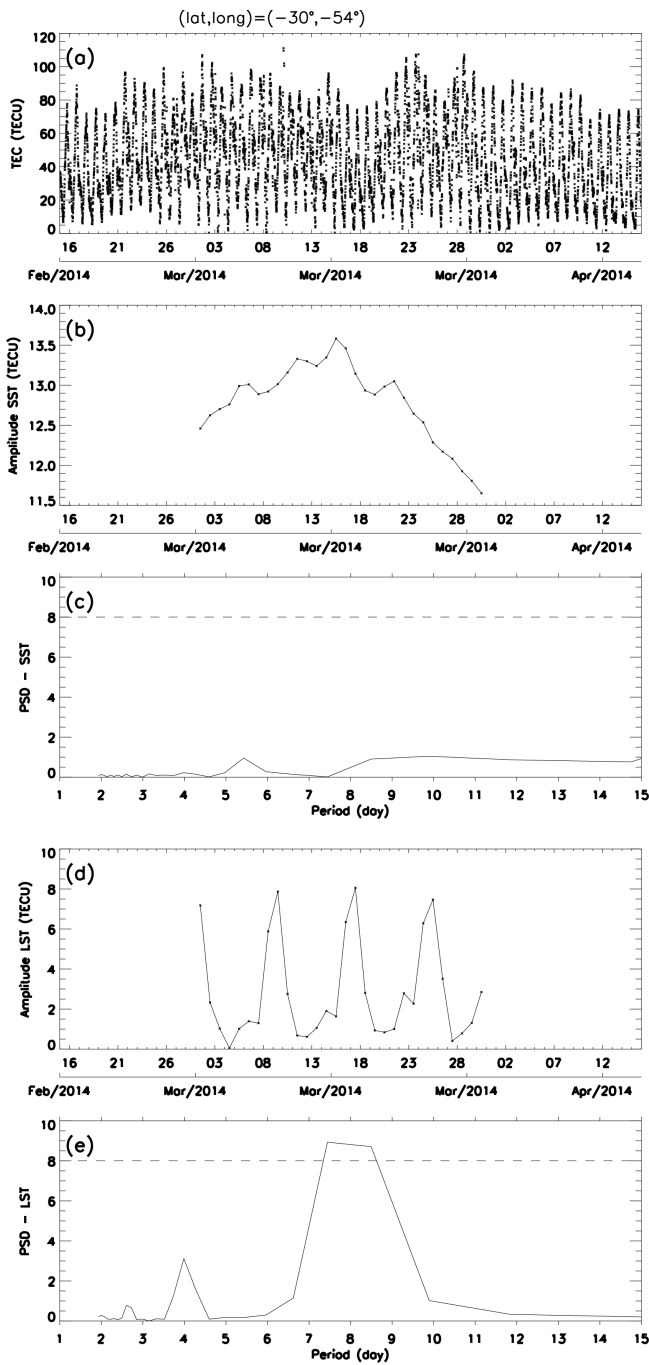 (lat,long)=(−30°,−54°)
(a)
TEC (TECU)
120
100
80
60
40
20
0
16 21 26 03 08 13 18 23 28 02 07 12
Feb/2014 Mar/2014 Mar/2014 Mar/2014 Apr/2014
(b)
Amplitude SST (TECU)
14.0
13.5
13.0
12.5
12.0
11.5
16 21 26 03 08 13 18 23 28 02 07 12
Feb/2014 Mar/2014 Mar/2014 Mar/2014 Apr/2014
(c)
PSD − SST
10
8
6
4
2
0
1 2 3 4 5 6 7 8 9 10 11 12 13 14 15
Period (day)
(d)
Amplitude LST (TECU)
10
8
6
4
2
0
16 21 26 03 08 13 18 23 28 02 07 12
Feb/2014 Mar/2014 Mar/2014 Mar/2014 Apr/2014
(e)
PSD − LST
10
8
6
4
2
0
1 2 3 4 5 6 7 8 9 10 11 12 13 14 15
Period (day)